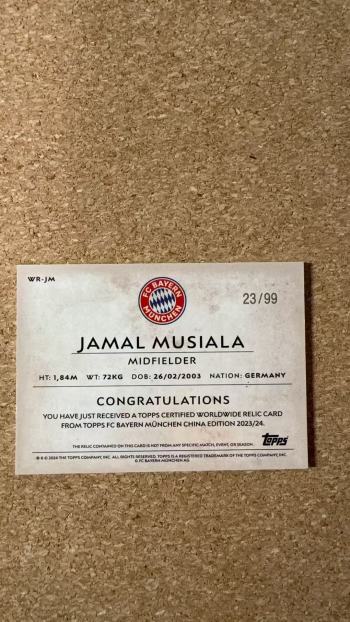 WR-JM
FC BAYERN
MÜNCHEN
23/99
JAMAL MUSIALA
MIDFIELDER
HT: 1,84M WT: 72KG DOB: 26/02/2003 NATION: GERMANY
CONGRATULATIONS
YOU HAVE JUST RECEIVED A TOPPS CERTIFIED WORLDWIDE RELIC CARD
FROM TOPPS FC BAYERN MÜNCHEN CHINA EDITION 2023/24.
THE RELIC CONTAINED ON THIS CARD IS NOT FROM ANY SPECIFIC MATCH, EVENT, OR SEASON.
topps
® & © 2024 THE TOPPS COMPANY, INC. ALL RIGHTS RESERVED. TOPPS IS A REGISTERED TRADEMARK OF THE TOPPS COMPANY, INC.
© FC BAYERN MÜNCHEN AG